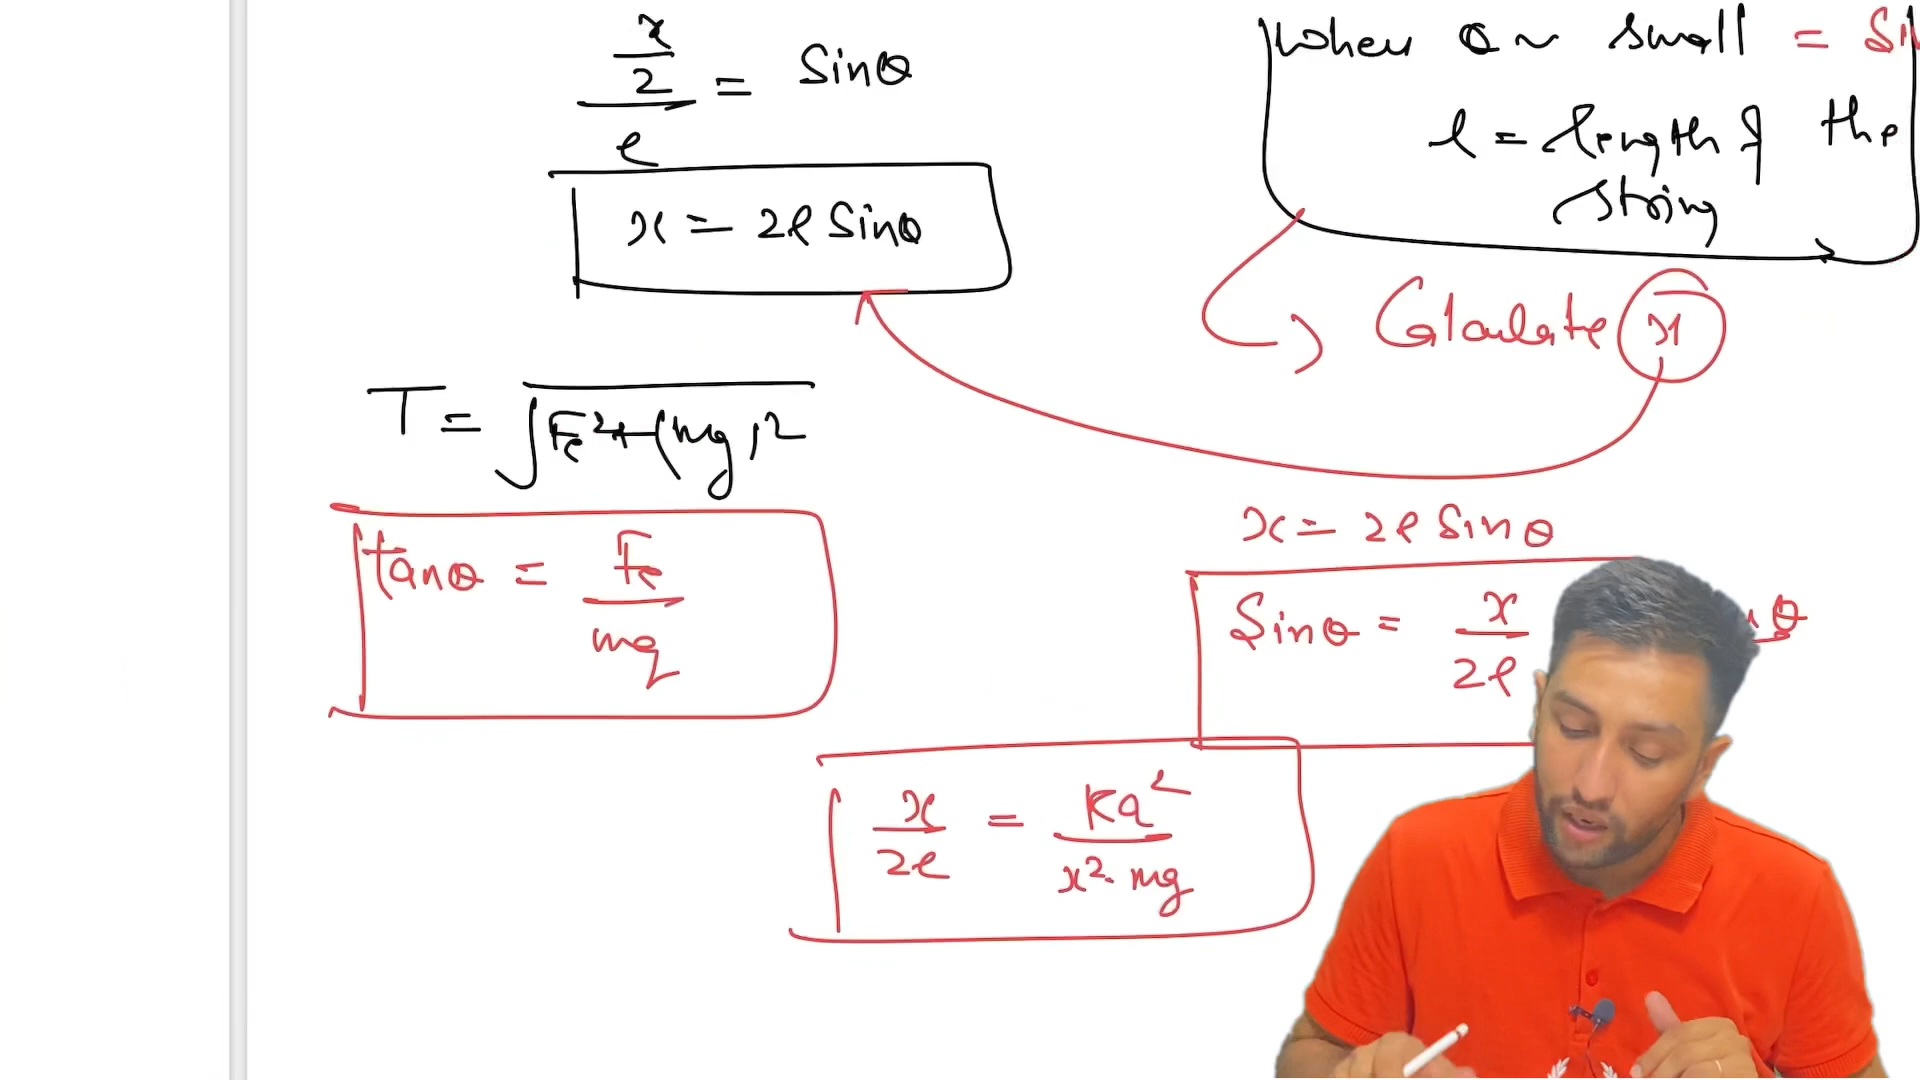 x/2 / l = Sinθ
x = 2l Sinθ
When θ ~ small = Sin
l = length of the
string
Calculate x
T = √Fe²+(mg)²
tanθ = Fe/mg
x = 2l Sinθ
Sinθ = x/2l
x/2l = Kq²/x².mg